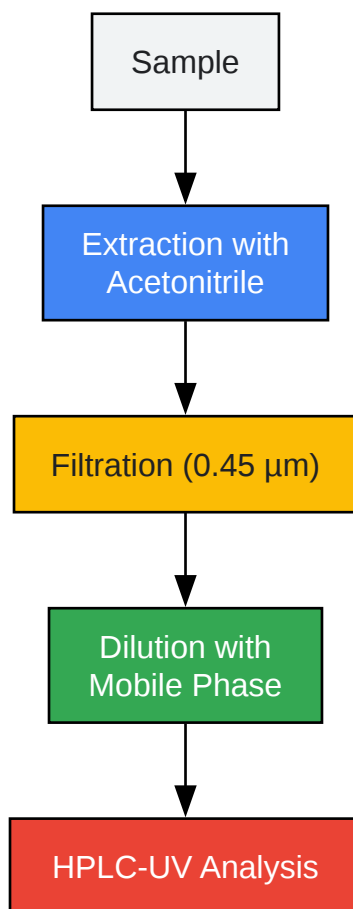 Sample
Extraction with
Acetonitrile
Filtration (0.45 µm)
Dilution with
Mobile Phase
HPLC-UV Analysis